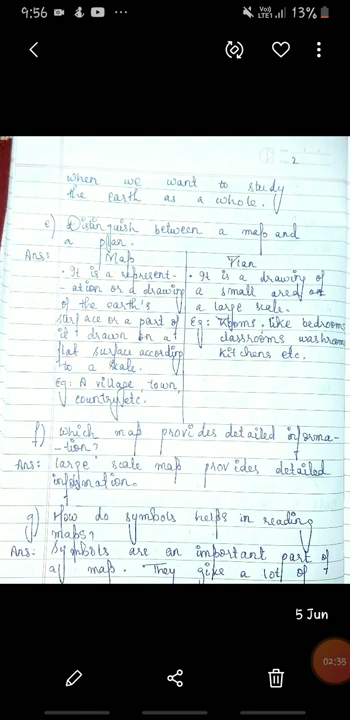 9:56
Vo)
LTE1
13%
2
when we want to study
the earth as a whole.
e) Distinguish between a map and
a plan.
Ans:
Map
· It is a represent-
-ation or a drawing
of the earth's
surface or a part of
it drawn on a
flat surface according
to a scale.
Eg: A village, town,
country, etc.
Plan
· It is a drawing of
a small area on
a large scale.
Eg: Rooms, like bedrooms
classrooms washroom
kitchens etc.
f) which map provides detailed informa-
-tion?
Ans: large scale map provides detailed
information.
g) How do symbols helps in reading
maps?
Ans: Symbols are an important part of
a map. They give a lot of
5 Jun
02:35